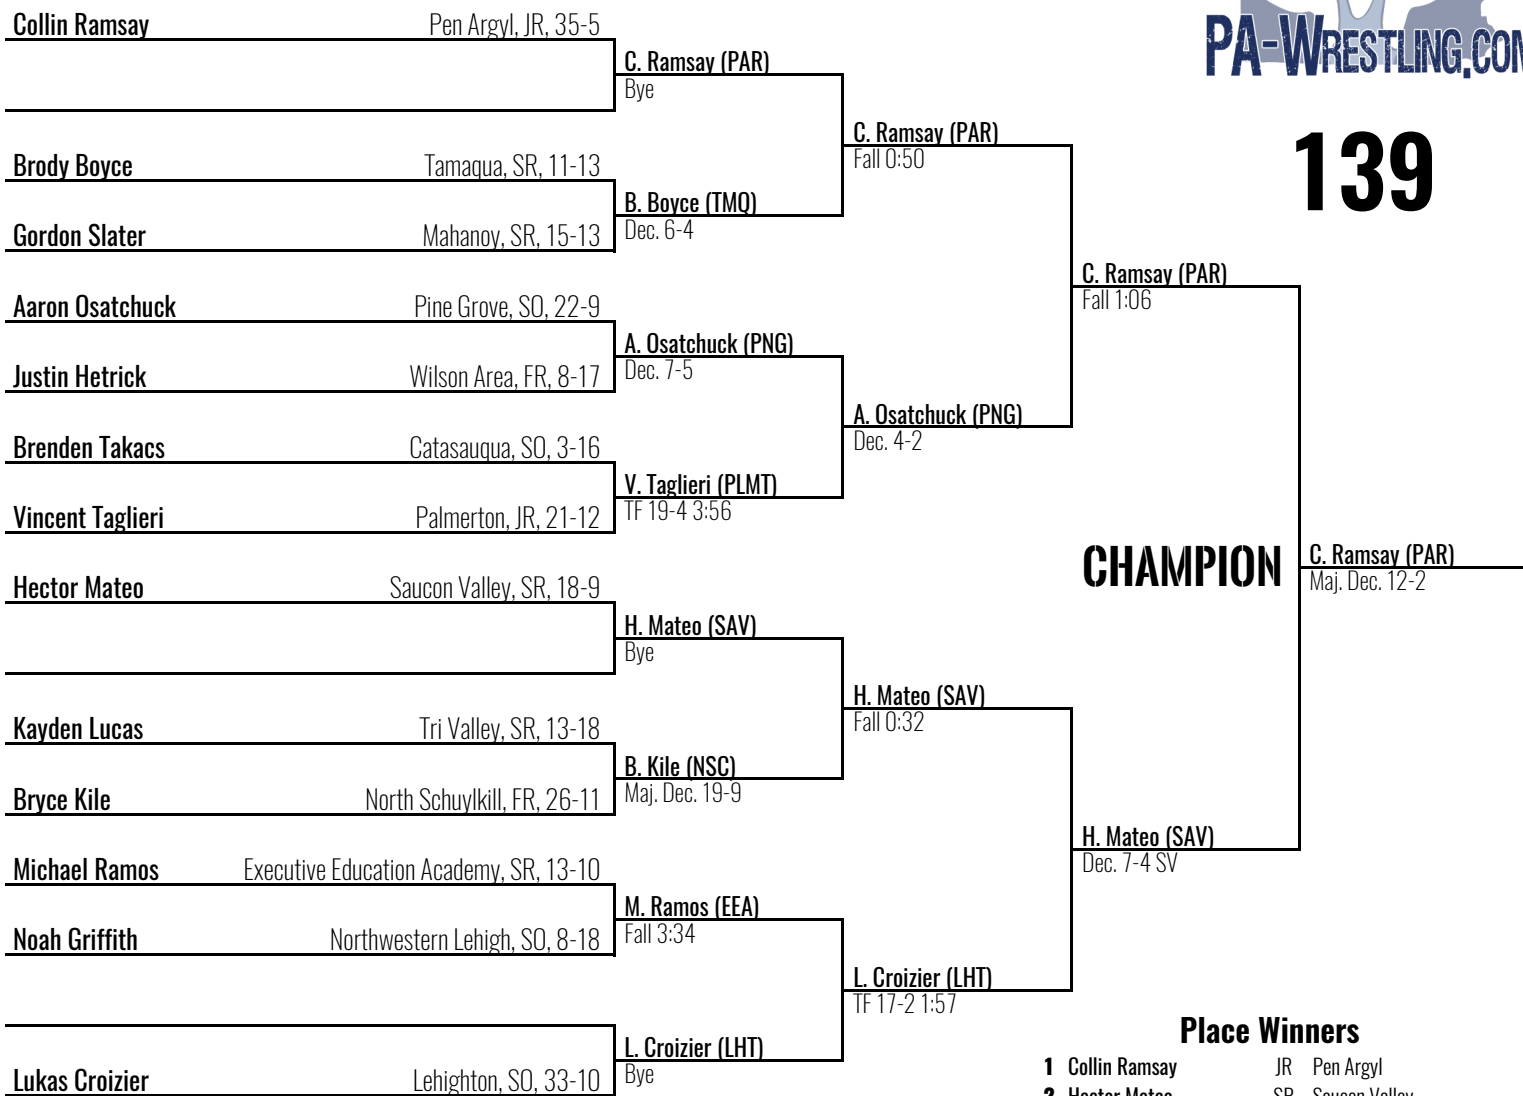 Collin Ramsay Pen Argyl, JR, 35-5
C. Ramsay (PAR)
Bye
Brody Boyce Tamaqua, SR, 11-13
Gordon Slater Mahanoy, SR, 15-13
B. Boyce (TMQ)
Dec. 6-4
C. Ramsay (PAR)
Fall 0:50
Aaron Osatchuck Pine Grove, SO, 22-9
Justin Hetrick Wilson Area, FR, 8-17
A. Osatchuck (PNG)
Dec. 7-5
Brenden Takacs Catasauqua, SO, 3-16
Vincent Taglieri Palmerton, JR, 21-12
V. Taglieri (PLMT)
TF 19-4 3:56
A. Osatchuck (PNG)
Dec. 4-2
C. Ramsay (PAR)
Fall 1:06
Hector Mateo Saucon Valley, SR, 18-9
H. Mateo (SAV)
Bye
Kayden Lucas Tri Valley, SR, 13-18
Bryce Kile North Schuylkill, FR, 26-11
B. Kile (NSC)
Maj. Dec. 19-9
H. Mateo (SAV)
Fall 0:32
Michael Ramos Executive Education Academy, SR, 13-10
Noah Griffith Northwestern Lehigh, SO, 8-18
M. Ramos (EEA)
Fall 3:34
Lukas Croizier Lehighton, SO, 33-10
L. Croizier (LHT)
Bye
L. Croizier (LHT)
TF 17-2 1:57
H. Mateo (SAV)
Dec. 7-4 SV
CHAMPION
C. Ramsay (PAR)
Maj. Dec. 12-2
PA-WRESTLING.COM
139
Place Winners
1 Collin Ramsay JR Pen Argyl
2 Hector Mateo SR Saucon Valley